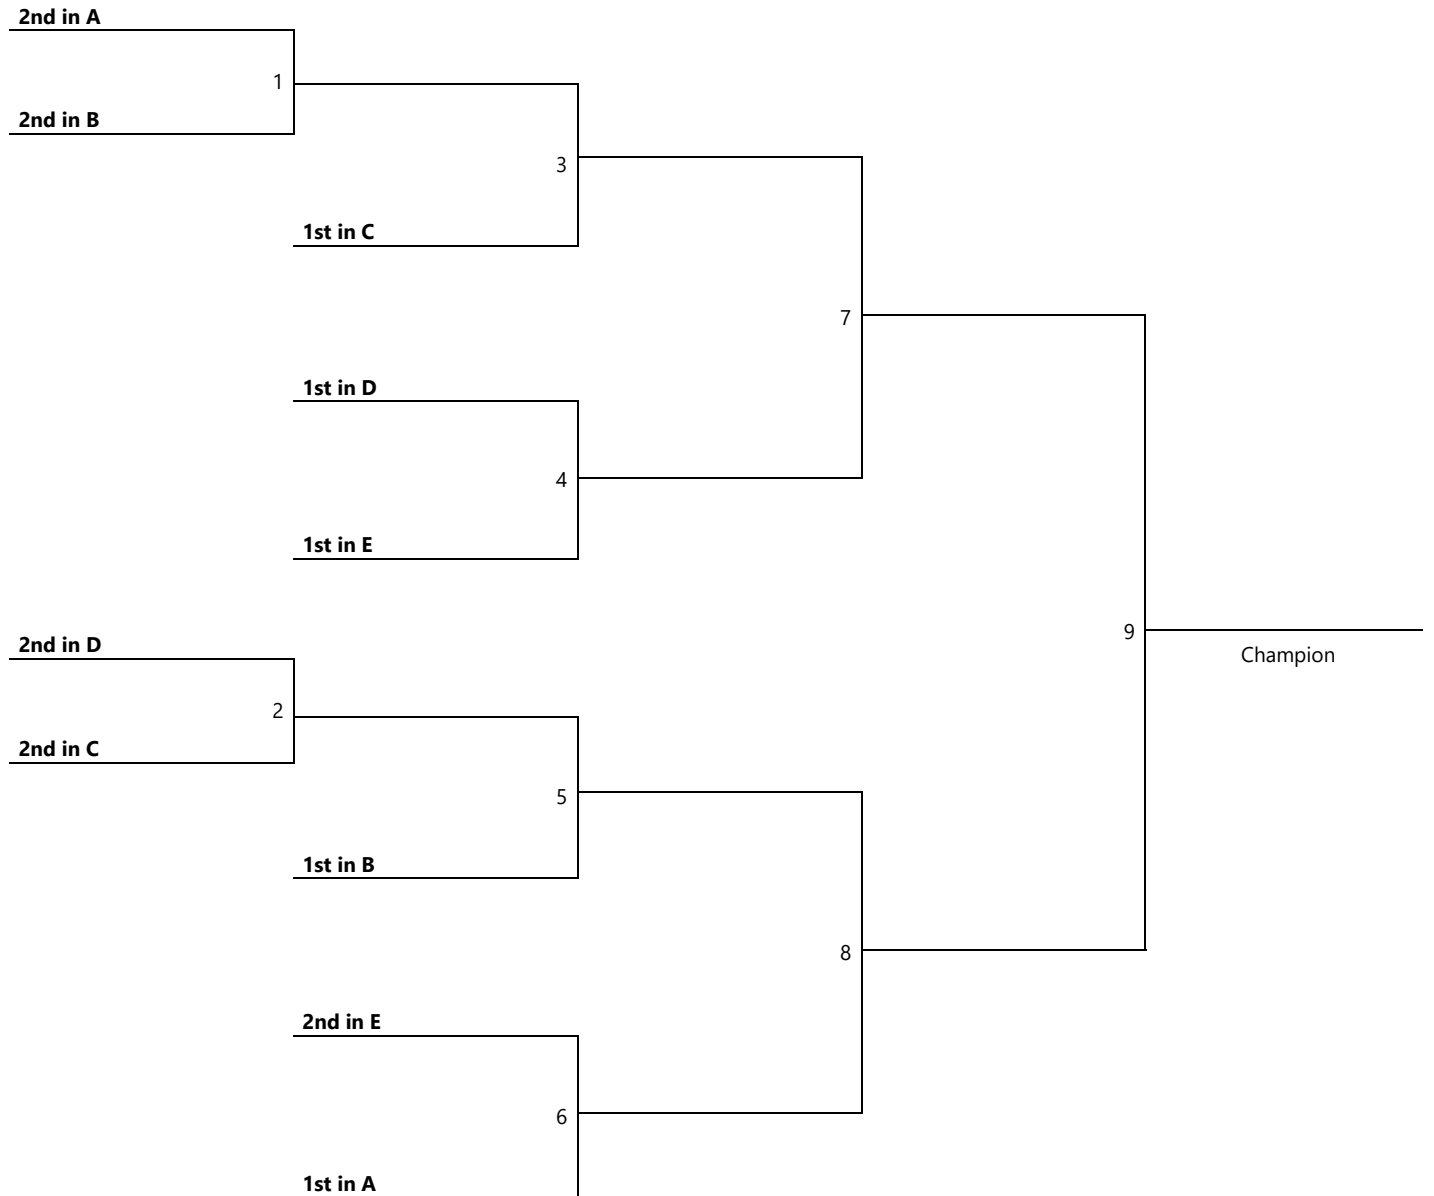 2nd in A
1
2nd in B
3
1st in C
7
1st in D
4
1st in E
9
Champion
2nd in D
2
2nd in C
5
1st in B
8
2nd in E
6
1st in A